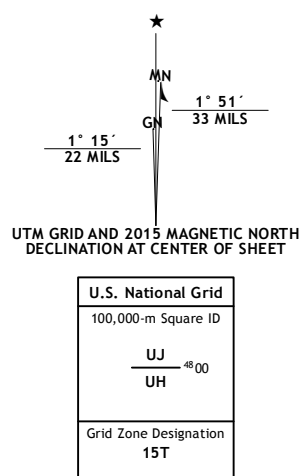 ★
MN
1° 51´
33 MILS
GN
1° 15´
22 MILS
UTM GRID AND 2015 MAGNETIC NORTH
DECLINATION AT CENTER OF SHEET
U.S. National Grid
100,000-m Square ID
UJ
4800
UH
Grid Zone Designation
15T